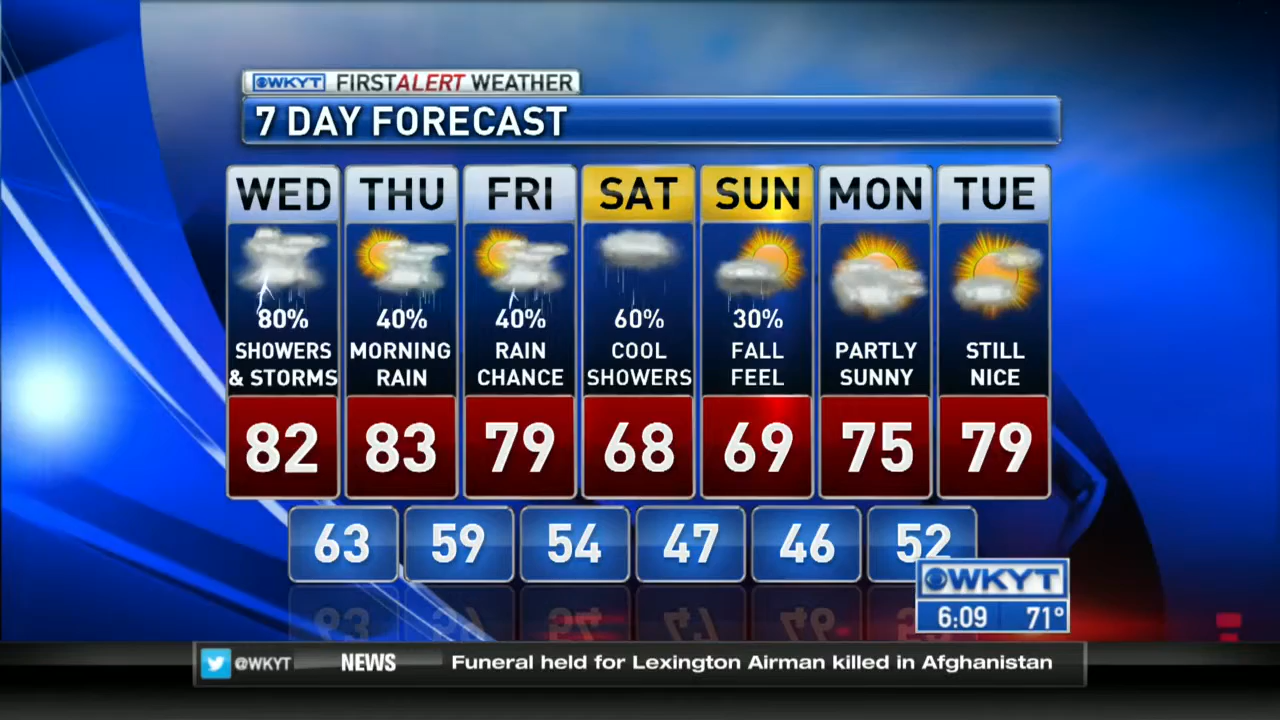 WKYT FIRSTALERT WEATHER
7 DAY FORECAST
WED THU FRI SAT SUN MON TUE
80% 40% 40% 60% 30%
SHOWERS MORNING RAIN COOL FALL PARTLY STILL
& STORMS RAIN CHANCE SHOWERS FEEL SUNNY NICE
82 83 79 68 69 75 79
63 59 54 47 46 52
WKYT
6:09 71°
@WKYT NEWS Funeral held for Lexington Airman killed in Afghanistan